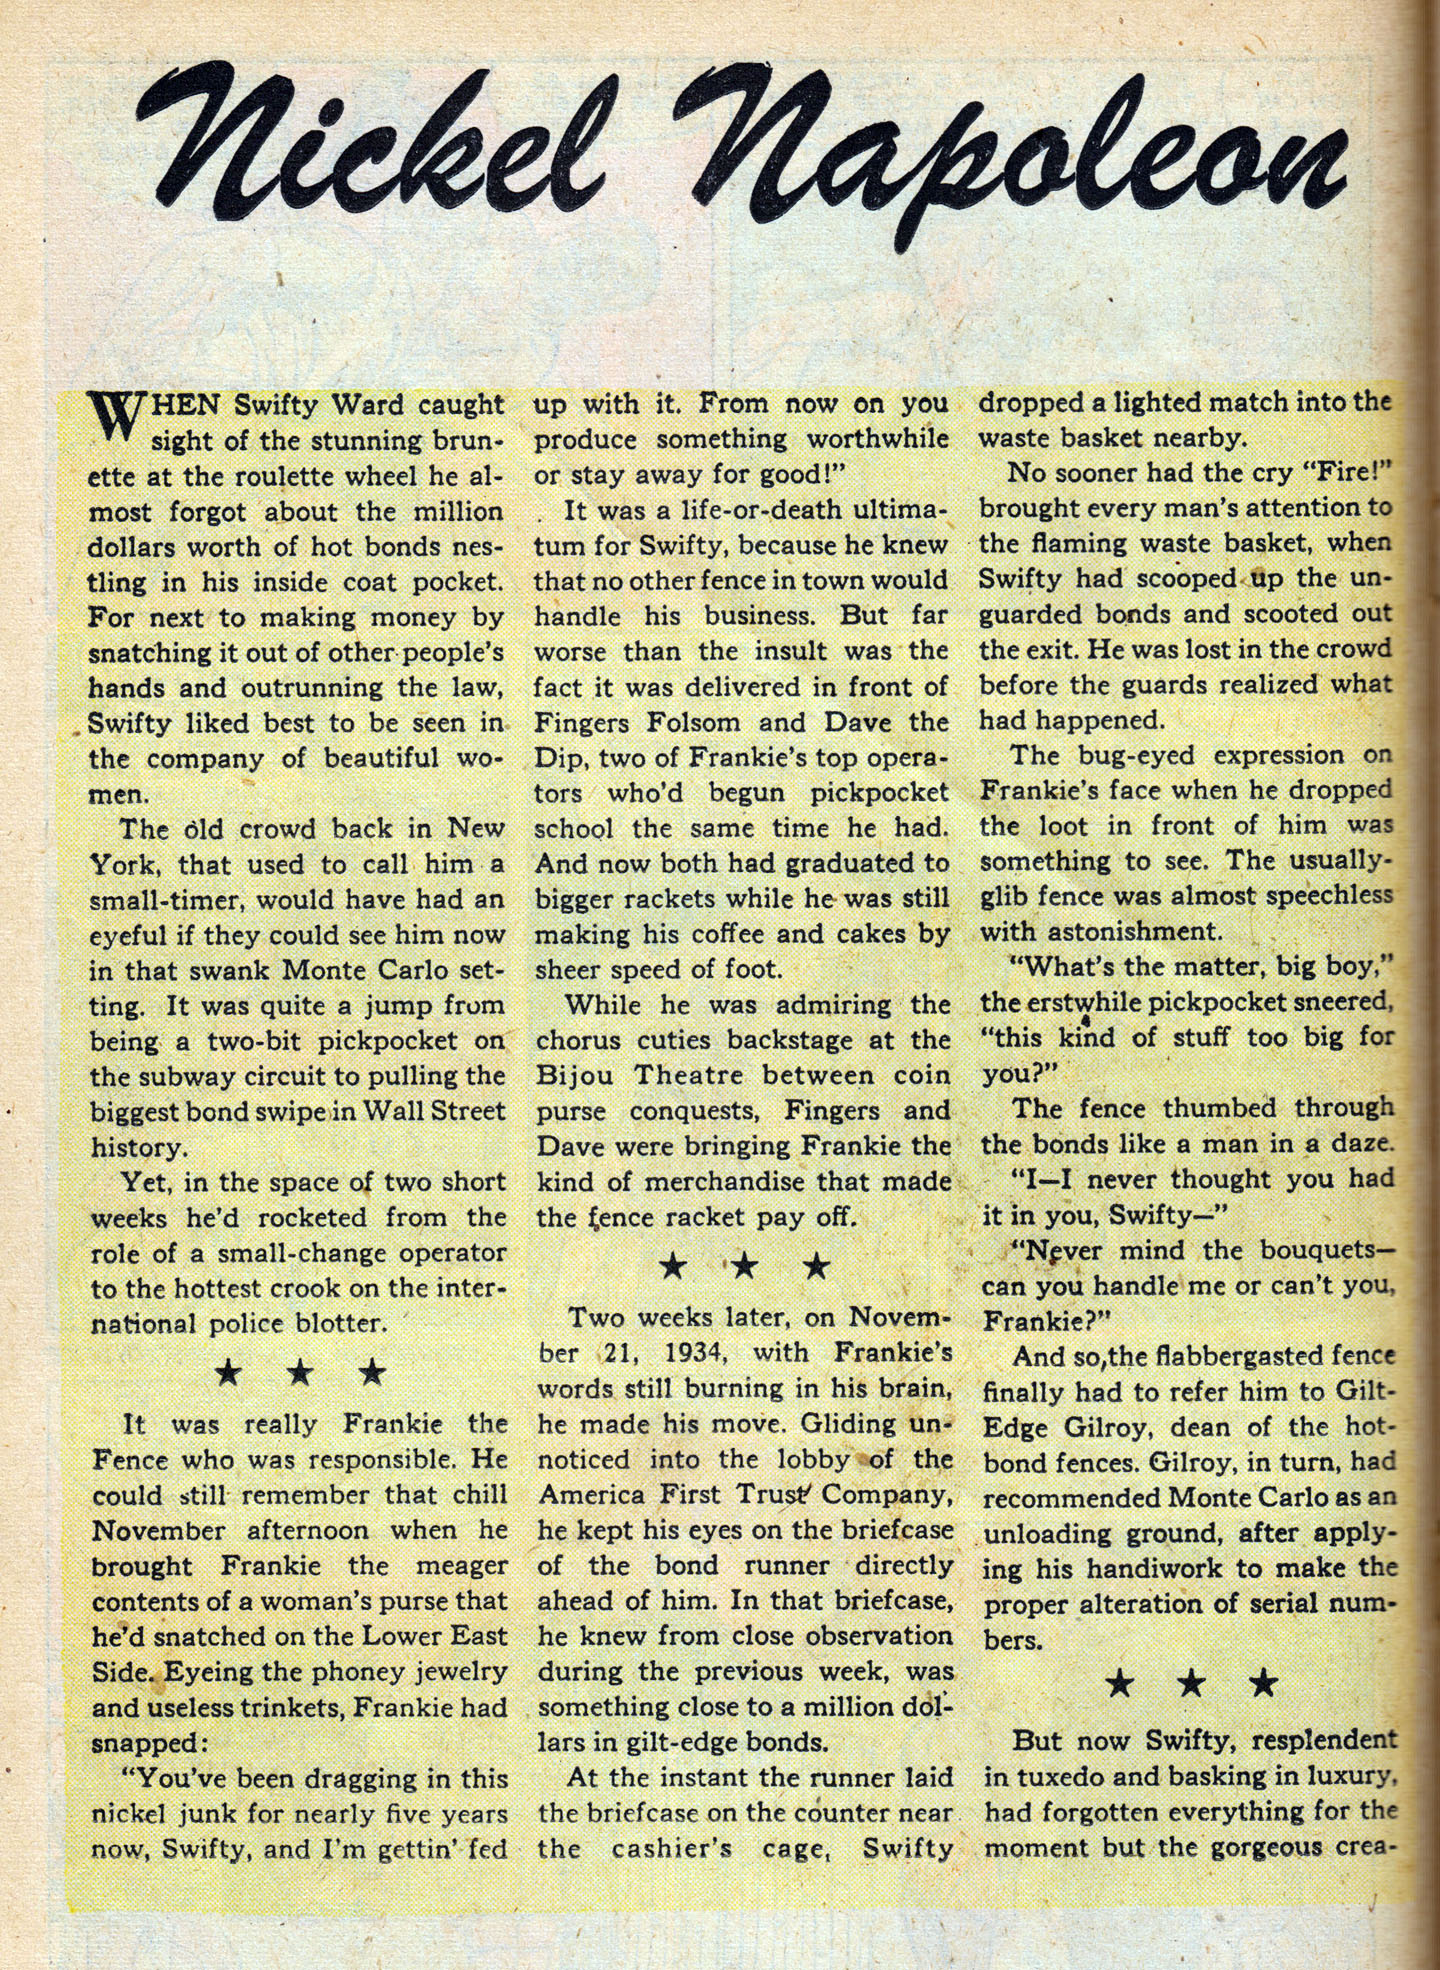 Nickel Napoleon
WHEN Swifty Ward caught
sight of the stunning brun-
ette at the roulette wheel he al-
most forgot about the million
dollars worth of hot bonds nes-
tling in his inside coat pocket.
For next to making money by
snatching it out of other people's
hands and outrunning the law,
Swifty liked best to be seen in
the company of beautiful wo-
men.
The old crowd back in New
York, that used to call him a
small-timer, would have had an
eyeful if they could see him now
in that swank Monte Carlo set-
ting. It was quite a jump from
being a two-bit pickpocket on
the subway circuit to pulling the
biggest bond swipe in Wall Street
history.
Yet, in the space of two short
weeks he'd rocketed from the
role of a small-change operator
to the hottest crook on the inter-
national police blotter.
★ ★ ★
It was really Frankie the
Fence who was responsible. He
could still remember that chill
November afternoon when he
brought Frankie the meager
contents of a woman's purse that
he'd snatched on the Lower East
Side. Eyeing the phoney jewelry
and useless trinkets, Frankie had
snapped:
"You've been dragging in this
nickel junk for nearly five years
now, Swifty, and I'm gettin' fed
up with it. From now on you
produce something worthwhile
or stay away for good!"
It was a life-or-death ultima-
tum for Swifty, because he knew
that no other fence in town would
handle his business. But far
worse than the insult was the
fact it was delivered in front of
Fingers Folsom and Dave the
Dip, two of Frankie's top opera-
tors who'd begun pickpocket
school the same time he had.
And now both had graduated to
bigger rackets while he was still
making his coffee and cakes by
sheer speed of foot.
While he was admiring the
chorus cuties backstage at the
Bijou Theatre between coin
purse conquests, Fingers and
Dave were bringing Frankie the
kind of merchandise that made
the fence racket pay off.
★ ★ ★
Two weeks later, on Novem-
ber 21, 1934, with Frankie's
words still burning in his brain,
he made his move. Gliding un-
noticed into the lobby of the
America First Trust Company,
he kept his eyes on the briefcase
of the bond runner directly
ahead of him. In that briefcase,
he knew from close observation
during the previous week, was
something close to a million dol-
lars in gilt-edge bonds.
At the instant the runner laid
the briefcase on the counter near
the cashier's cage, Swifty
dropped a lighted match into the
waste basket nearby.
No sooner had the cry "Fire!"
brought every man's attention to
the flaming waste basket, when
Swifty had scooped up the un-
guarded bonds and scooted out
the exit. He was lost in the crowd
before the guards realized what
had happened.
The bug-eyed expression on
Frankie's face when he dropped
the loot in front of him was
something to see. The usually-
glib fence was almost speechless
with astonishment.
"What's the matter, big boy,"
the erstwhile pickpocket sneered,
"this kind of stuff too big for
you?"
The fence thumbed through
the bonds like a man in a daze.
"I—I never thought you had
it in you, Swifty—"
"Never mind the bouquets—
can you handle me or can't you,
Frankie?"
And so, the flabbergasted fence
finally had to refer him to Gilt-
Edge Gilroy, dean of the hot-
bond fences. Gilroy, in turn, had
recommended Monte Carlo as an
unloading ground, after apply-
ing his handiwork to make the
proper alteration of serial num-
bers.
★ ★ ★
But now Swifty, resplendent
in tuxedo and basking in luxury,
had forgotten everything for the
moment but the gorgeous crea-